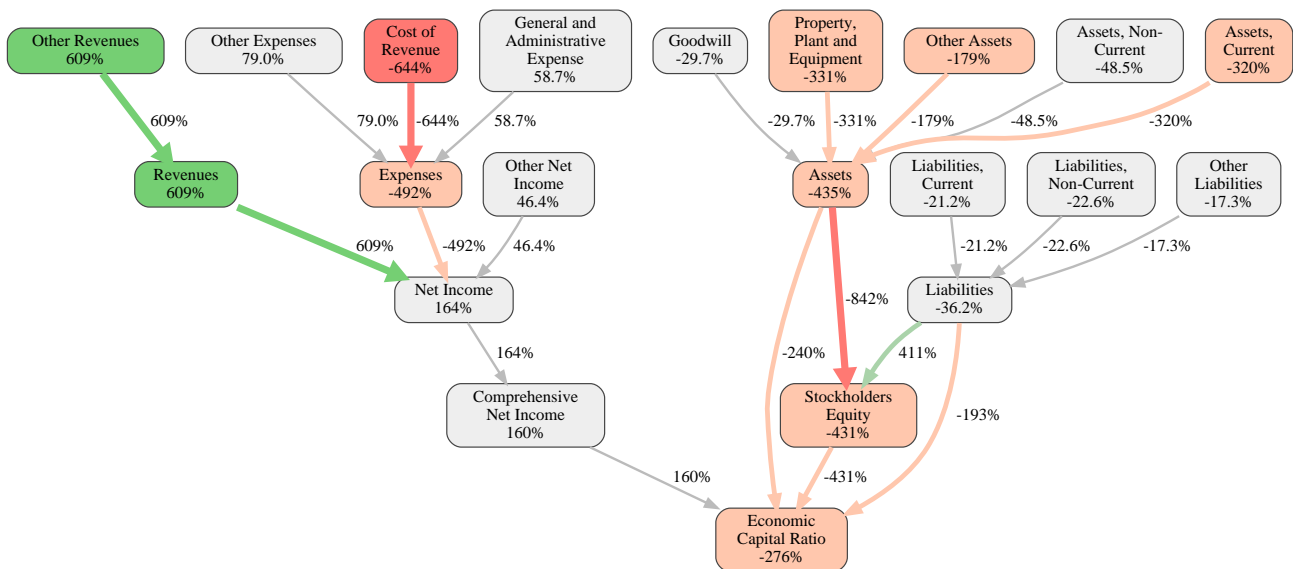 Other Revenues
609%
Other Expenses
79.0%
Cost of
Revenue
-644%
General and
Administrative
Expense
58.7%
Goodwill
-29.7%
Property,
Plant and
Equipment
-331%
Other Assets
-179%
Assets, Non-
Current
-48.5%
Assets,
Current
-320%
609%
79.0%
-644%
58.7%
-29.7%
-331%
-179%
-48.5%
-320%
Revenues
609%
Expenses
-492%
Other Net
Income
46.4%
Assets
-435%
Liabilities,
Current
-21.2%
Liabilities,
Non-Current
-22.6%
Other
Liabilities
-17.3%
609%
-492%
46.4%
-21.2%
-22.6%
-17.3%
Net Income
164%
-842%
Liabilities
-36.2%
164%
-240%
411%
Comprehensive
Net Income
160%
Stockholders
Equity
-431%
-193%
160%
-431%
Economic
Capital Ratio
-276%